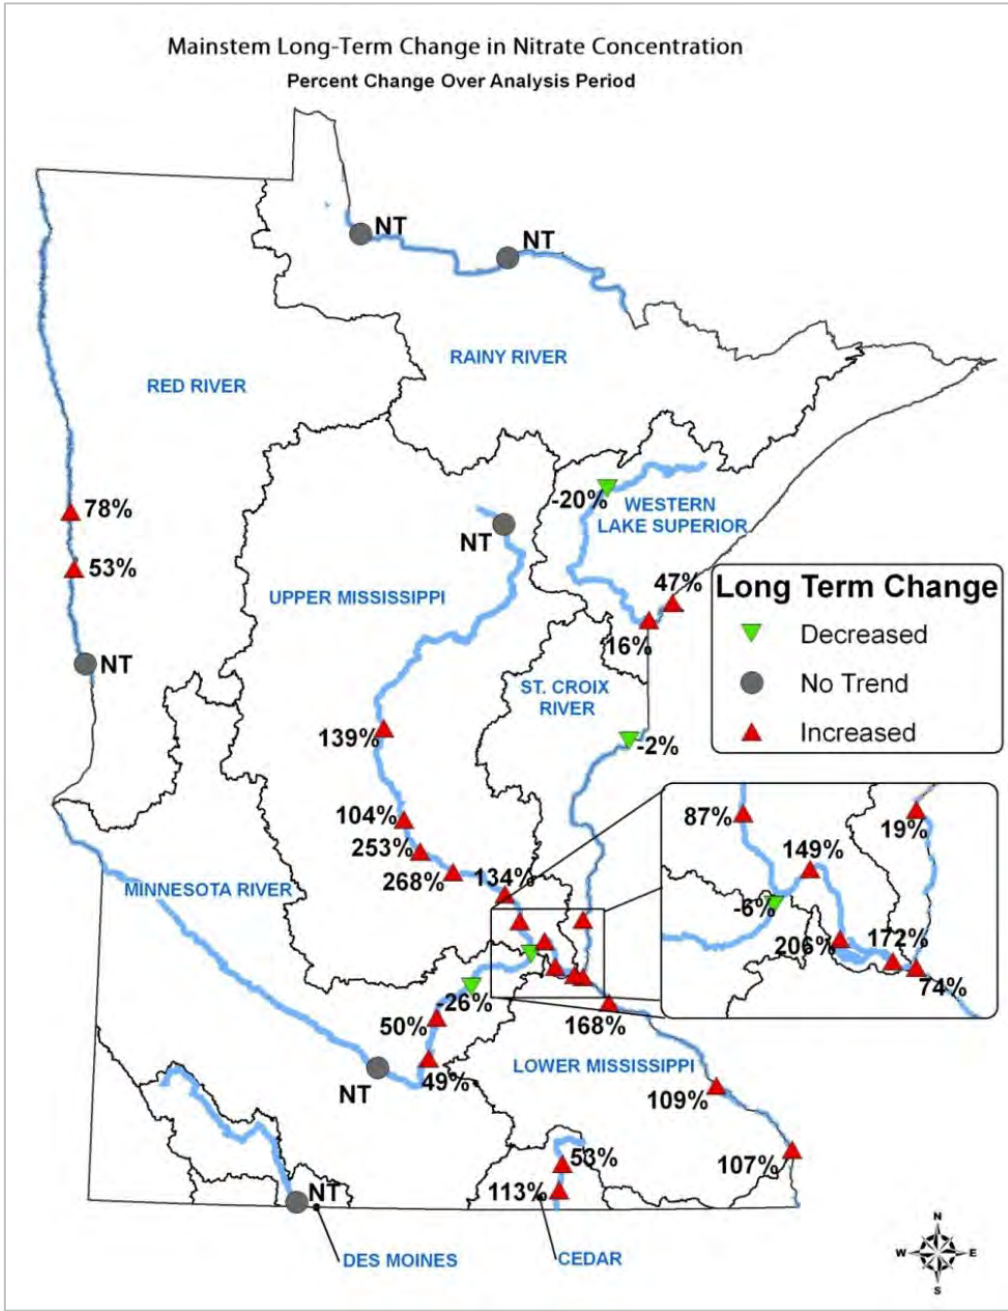 Mainstem Long-Term Change in Nitrate Concentration
Percent Change Over Analysis Period
NT
NT
RAINY RIVER
RED RIVER
-20%
WESTERN
LAKE SUPERIOR
78%
NT
53%
47%
UPPER MISSISSIPPI
16%
NT
ST. CROIX
RIVER
139%
-2%
Long Term Change
Decreased
No Trend
Increased
104%
253%
268%
134%
MINNESOTA RIVER
87%
19%
149%
-6%
206%
172%
74%
-26%
50%
168%
49%
NT
LOWER MISSISSIPPI
109%
107%
53%
113%
NT
DES MOINES
CEDAR
N
W
E
S